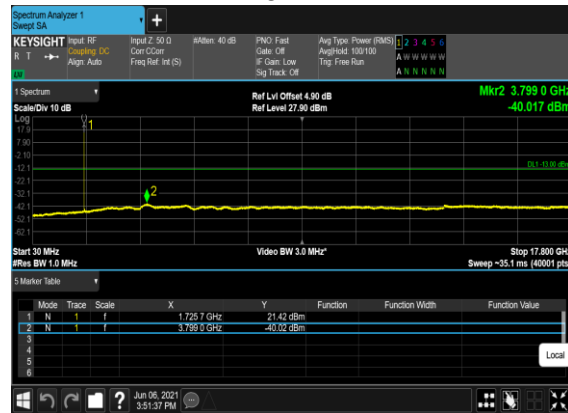 Spectrum Analyzer 1
Swept SA
+
KEYSIGHT Input: RF Input Z: 50 Ω #Atten: 40 dB PNO: Fast Avg Type: Power (RMS) 1 2 3 4 5 6
R T Coupling: DC Corr CCorr Gate: Off Avg|Hold: 100/100 A W W W W W
Align: Auto Freq Ref: Int (S) IF Gain: Low Trig: Free Run
LXI Sig Track: Off A N N N N N
1 Spectrum Ref Lvl Offset 4.90 dB Mkr2 3.799 0 GHz
Scale/Div 10 dB Ref Level 27.90 dBm -40.017 dBm
Log
17.9 1
7.90
-2.10
-12.1 DL1 -13.00 dBm
-22.1
-32.1 2
-42.1
-52.1
-62.1
Start 30 MHz Video BW 3.0 MHz* Stop 17.800 GHz
#Res BW 1.0 MHz Sweep ~35.1 ms (40001 pts)
5 Marker Table
Mode Trace Scale X Y Function Function Width Function Value
1 N 1 f 1.725 7 GHz 21.42 dBm
2 N 1 f 3.799 0 GHz -40.02 dBm
3
4
5
6
Local
? Jun 06, 2021
3:51:37 PM